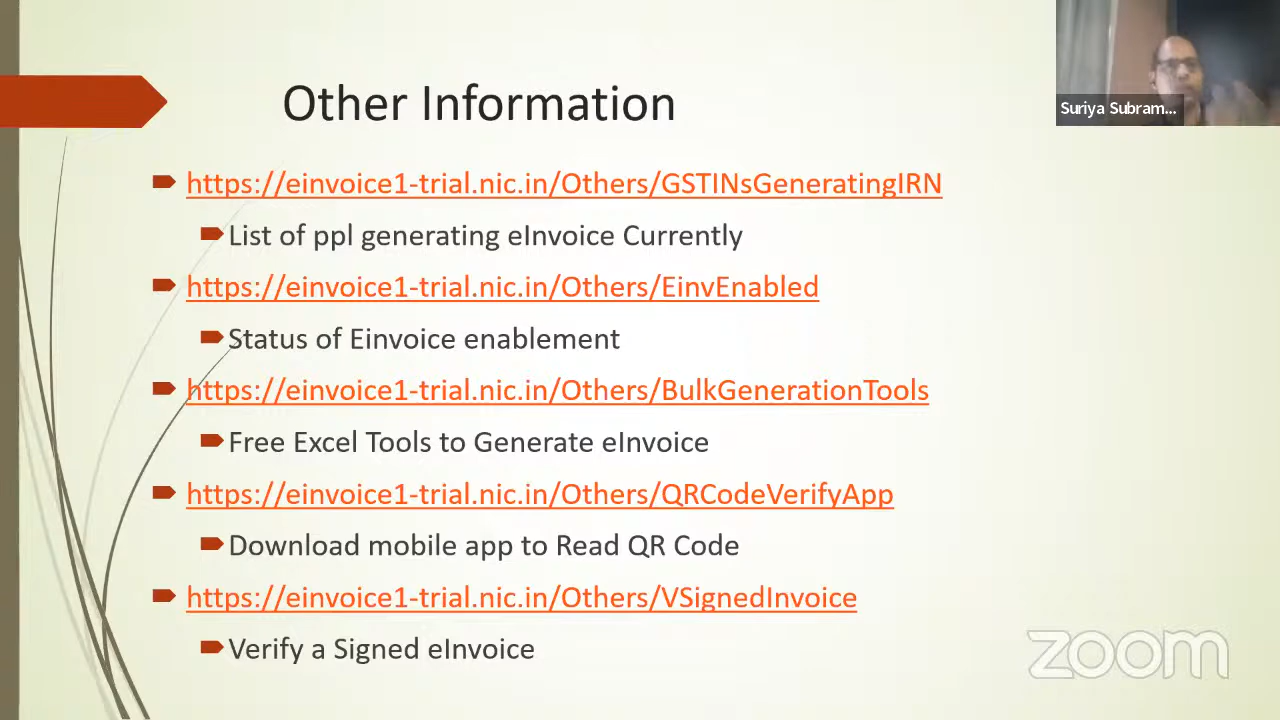 Other Information
https://einvoice1-trial.nic.in/Others/GSTINsGeneratingIRN
List of ppl generating eInvoice Currently
https://einvoice1-trial.nic.in/Others/EinvEnabled
Status of Einvoice enablement
https://einvoice1-trial.nic.in/Others/BulkGenerationTools
Free Excel Tools to Generate eInvoice
https://einvoice1-trial.nic.in/Others/QRCodeVerifyApp
Download mobile app to Read QR Code
https://einvoice1-trial.nic.in/Others/VSignedInvoice
Verify a Signed eInvoice
Suriya Subram...
zoom